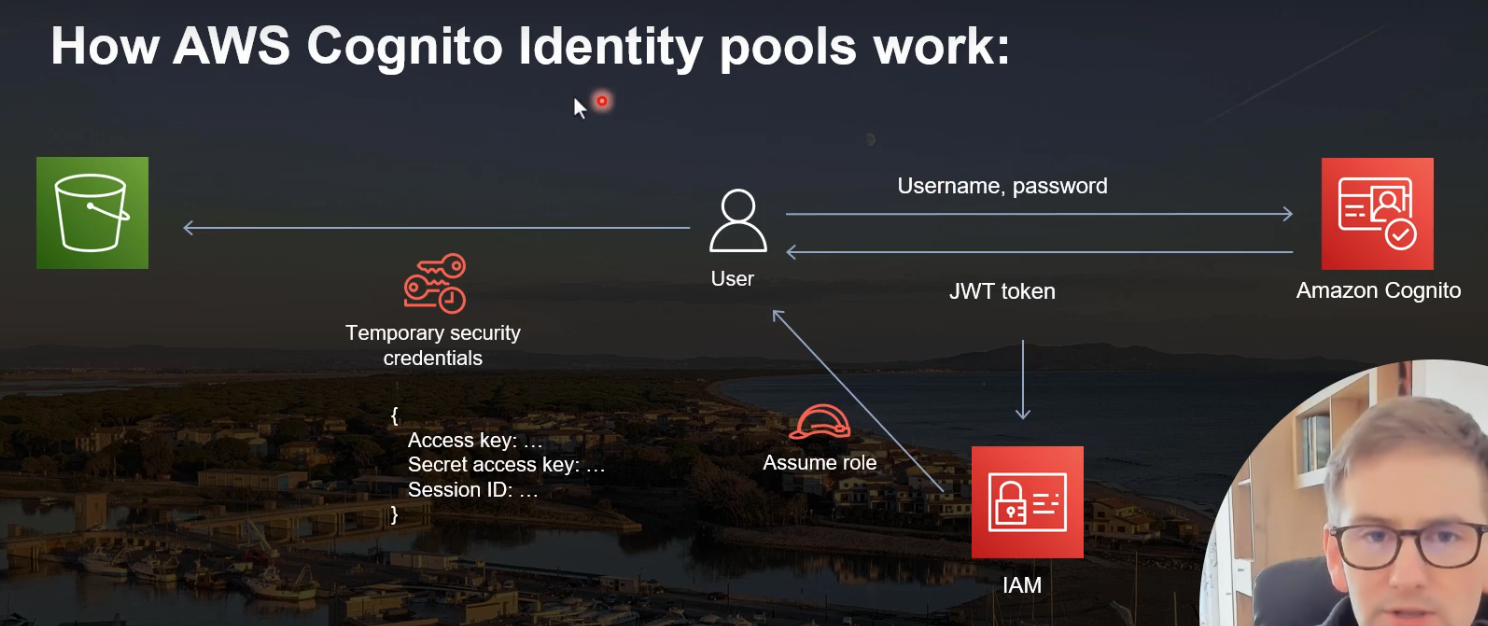 How AWS Cognito Identity pools work:
Username, password
User
JWT token
Amazon Cognito
Temporary security
credentials
{
Access key: …
Secret access key: …
Session ID: …
}
Assume role
IAM